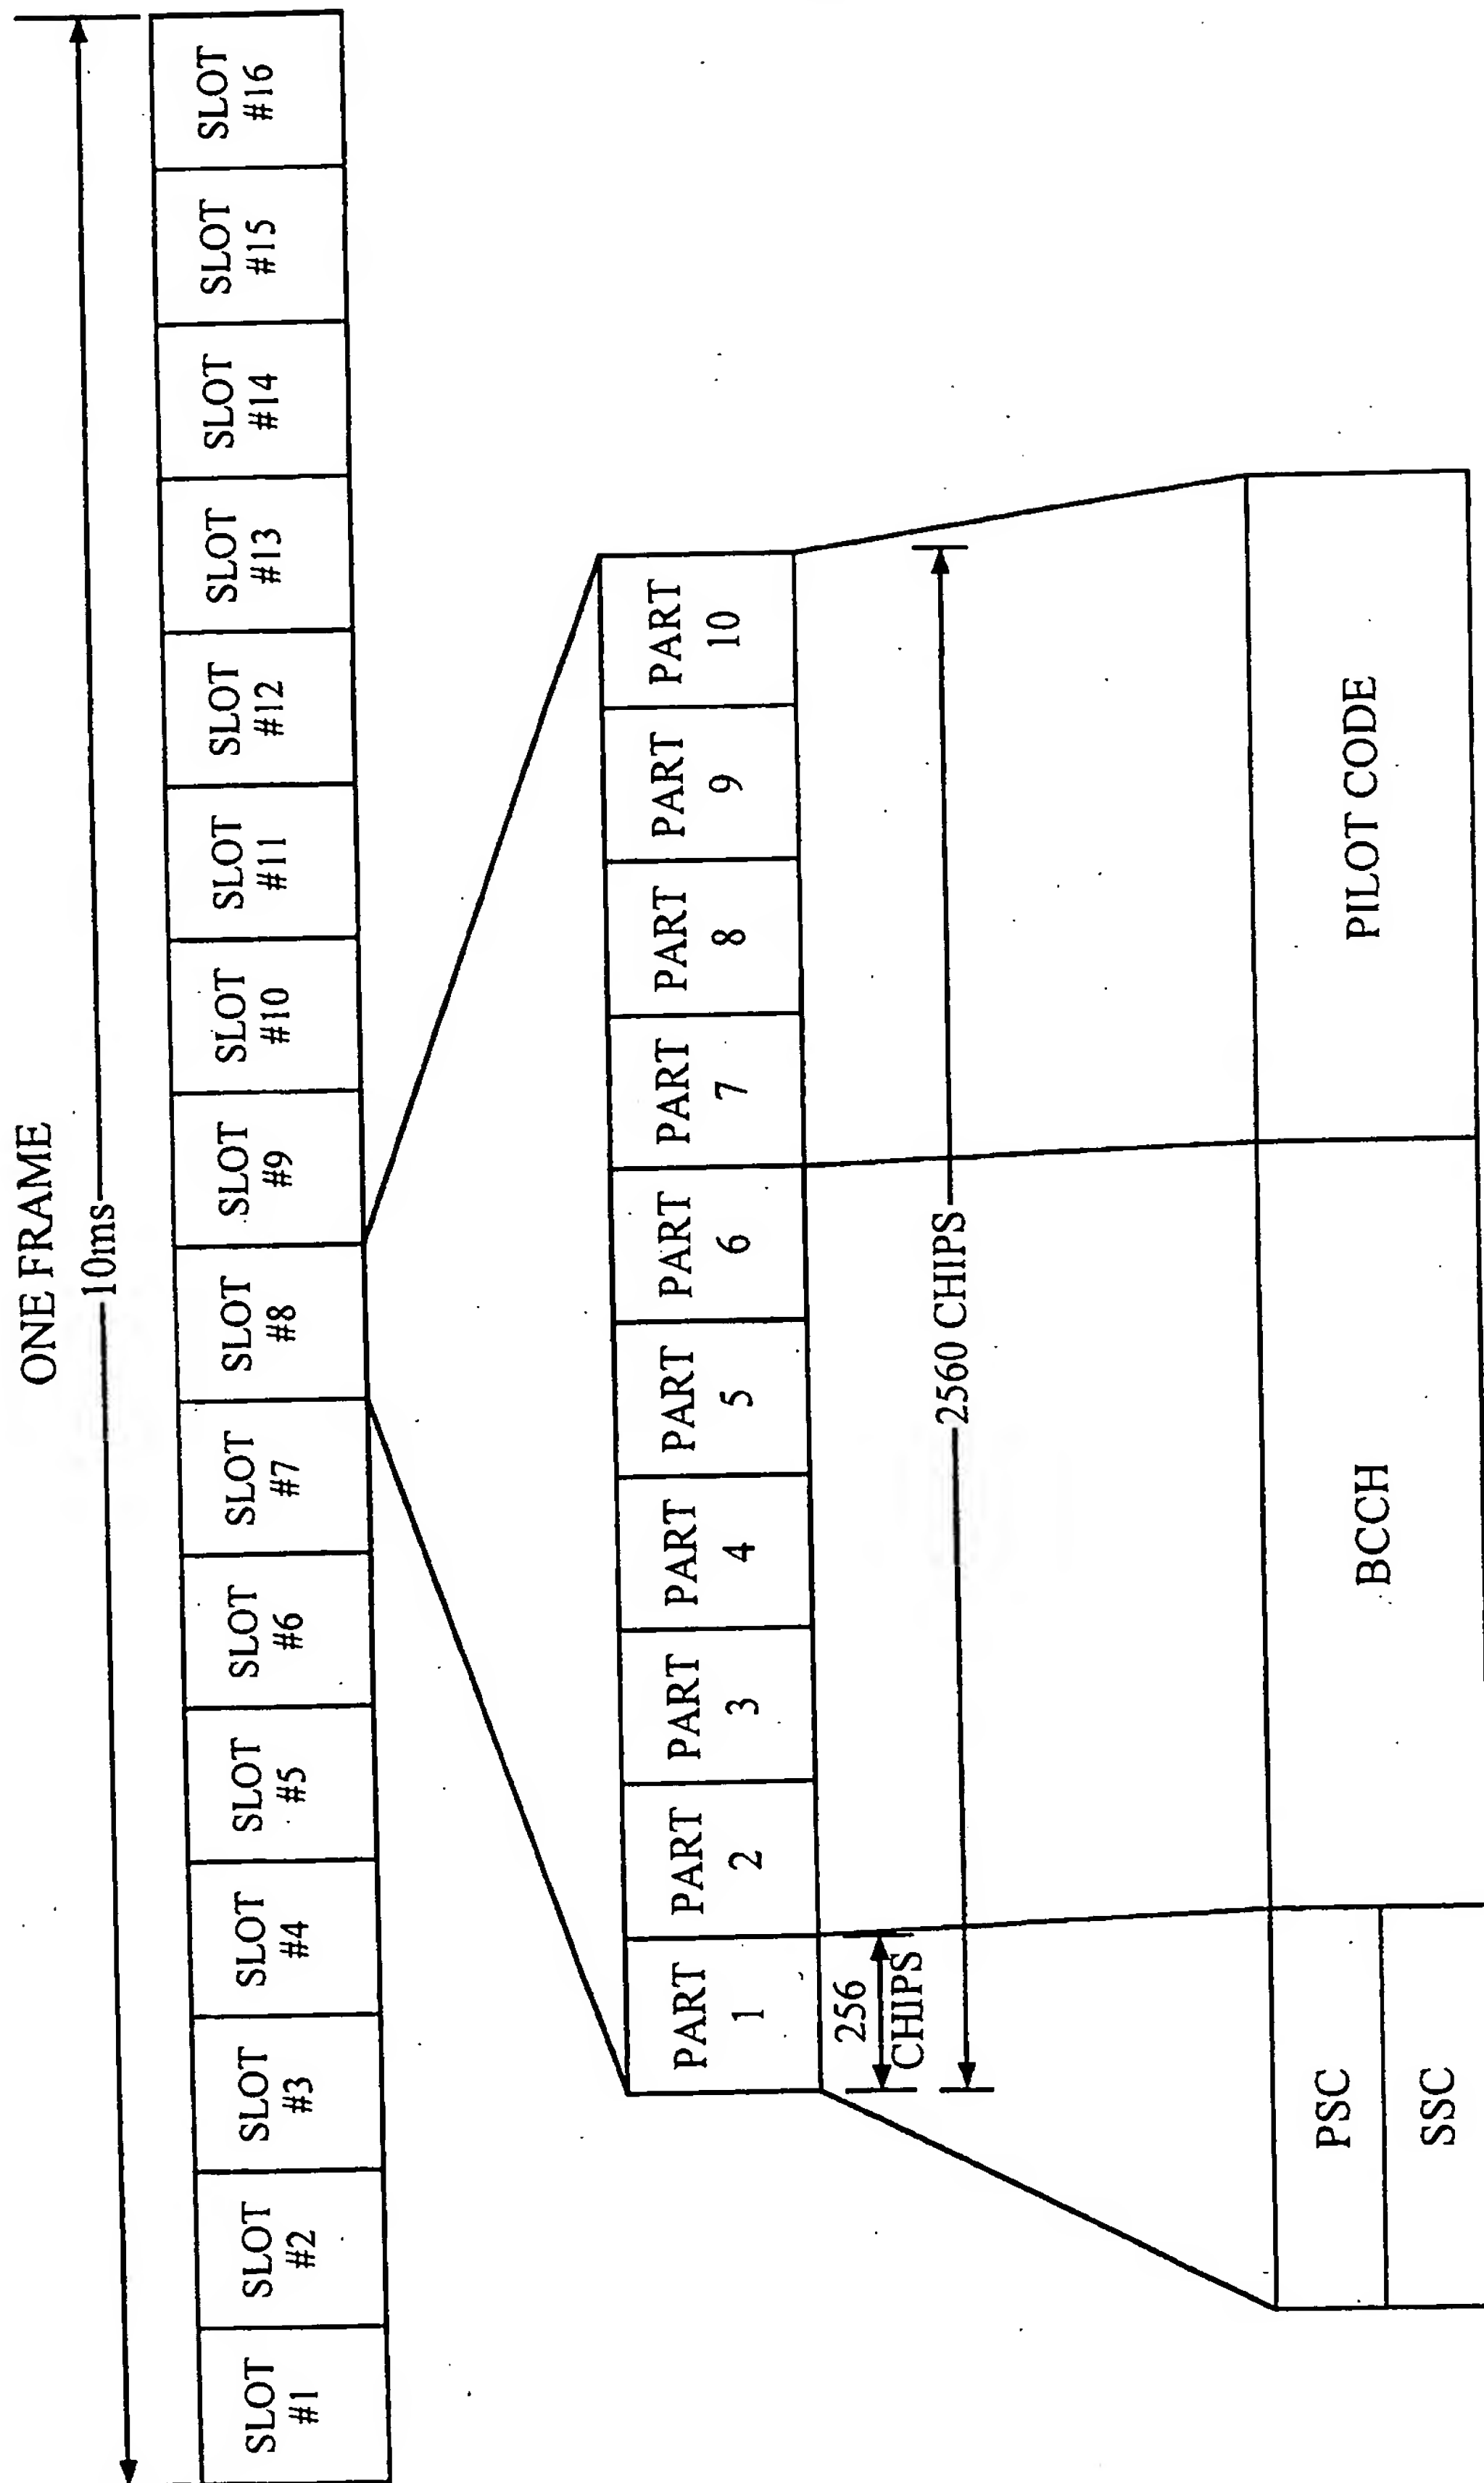 ONE FRAME
10ms
SLOT
#1
SLOT
#2
SLOT
#3
SLOT
#4
SLOT
#5
SLOT
#6
SLOT
#7
SLOT
#8
SLOT
#9
SLOT
#10
SLOT
#11
SLOT
#12
SLOT
#13
SLOT
#14
SLOT
#15
SLOT
#16
PART
1
PART
2
PART
3
PART
4
PART
5
PART
6
PART
7
PART
8
PART
9
PART
10
256
CHIPS
2560 CHIPS
PSC
SSC
BCCH
PILOT CODE